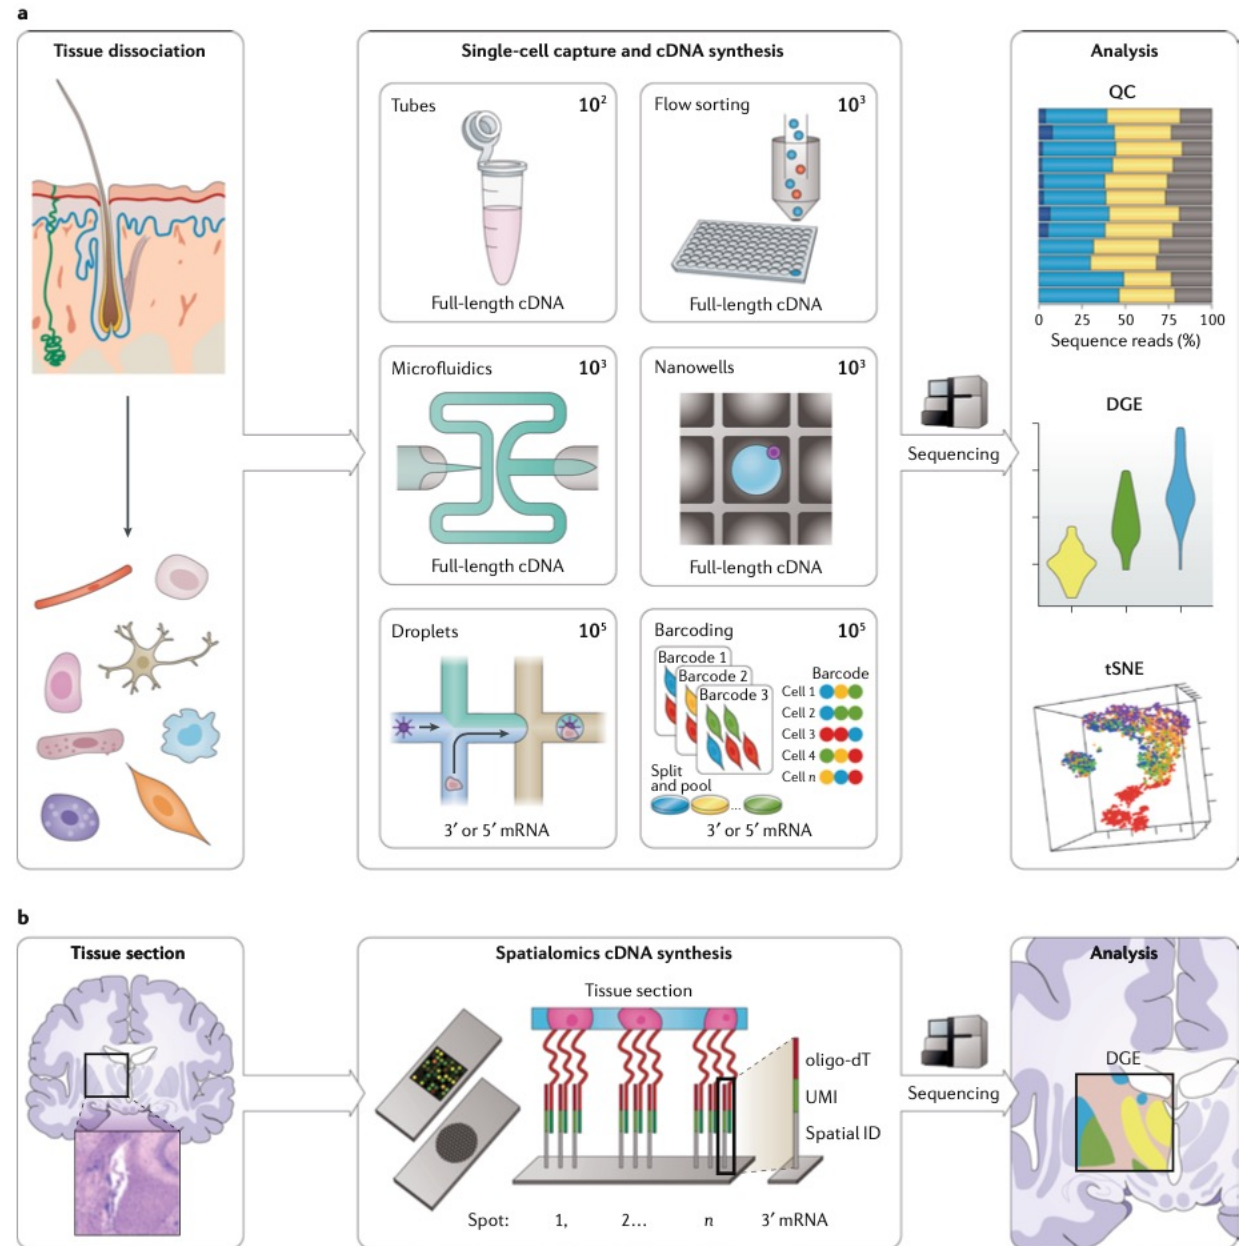 a
Tissue dissociation
Single-cell capture and cDNA synthesis
Tubes
10²
Full-length cDNA
Flow sorting
10³
Full-length cDNA
Microfluidics
10³
Full-length cDNA
Nanowells
10³
Full-length cDNA
Droplets
10⁵
3′ or 5′ mRNA
Barcoding
10⁵
Barcode 1
Barcode 2
Barcode 3
Barcode
Cell 1
Cell 2
Cell 3
Cell 4
Cell n
Split
and pool
...
3′ or 5′ mRNA
Sequencing
Analysis
QC
0 25 50 75 100
Sequence reads (%)
DGE
tSNE
b
Tissue section
Spatialomics cDNA synthesis
Tissue section
oligo-dT
UMI
Spatial ID
Spot: 1, 2... n 3′ mRNA
Sequencing
Analysis
DGE